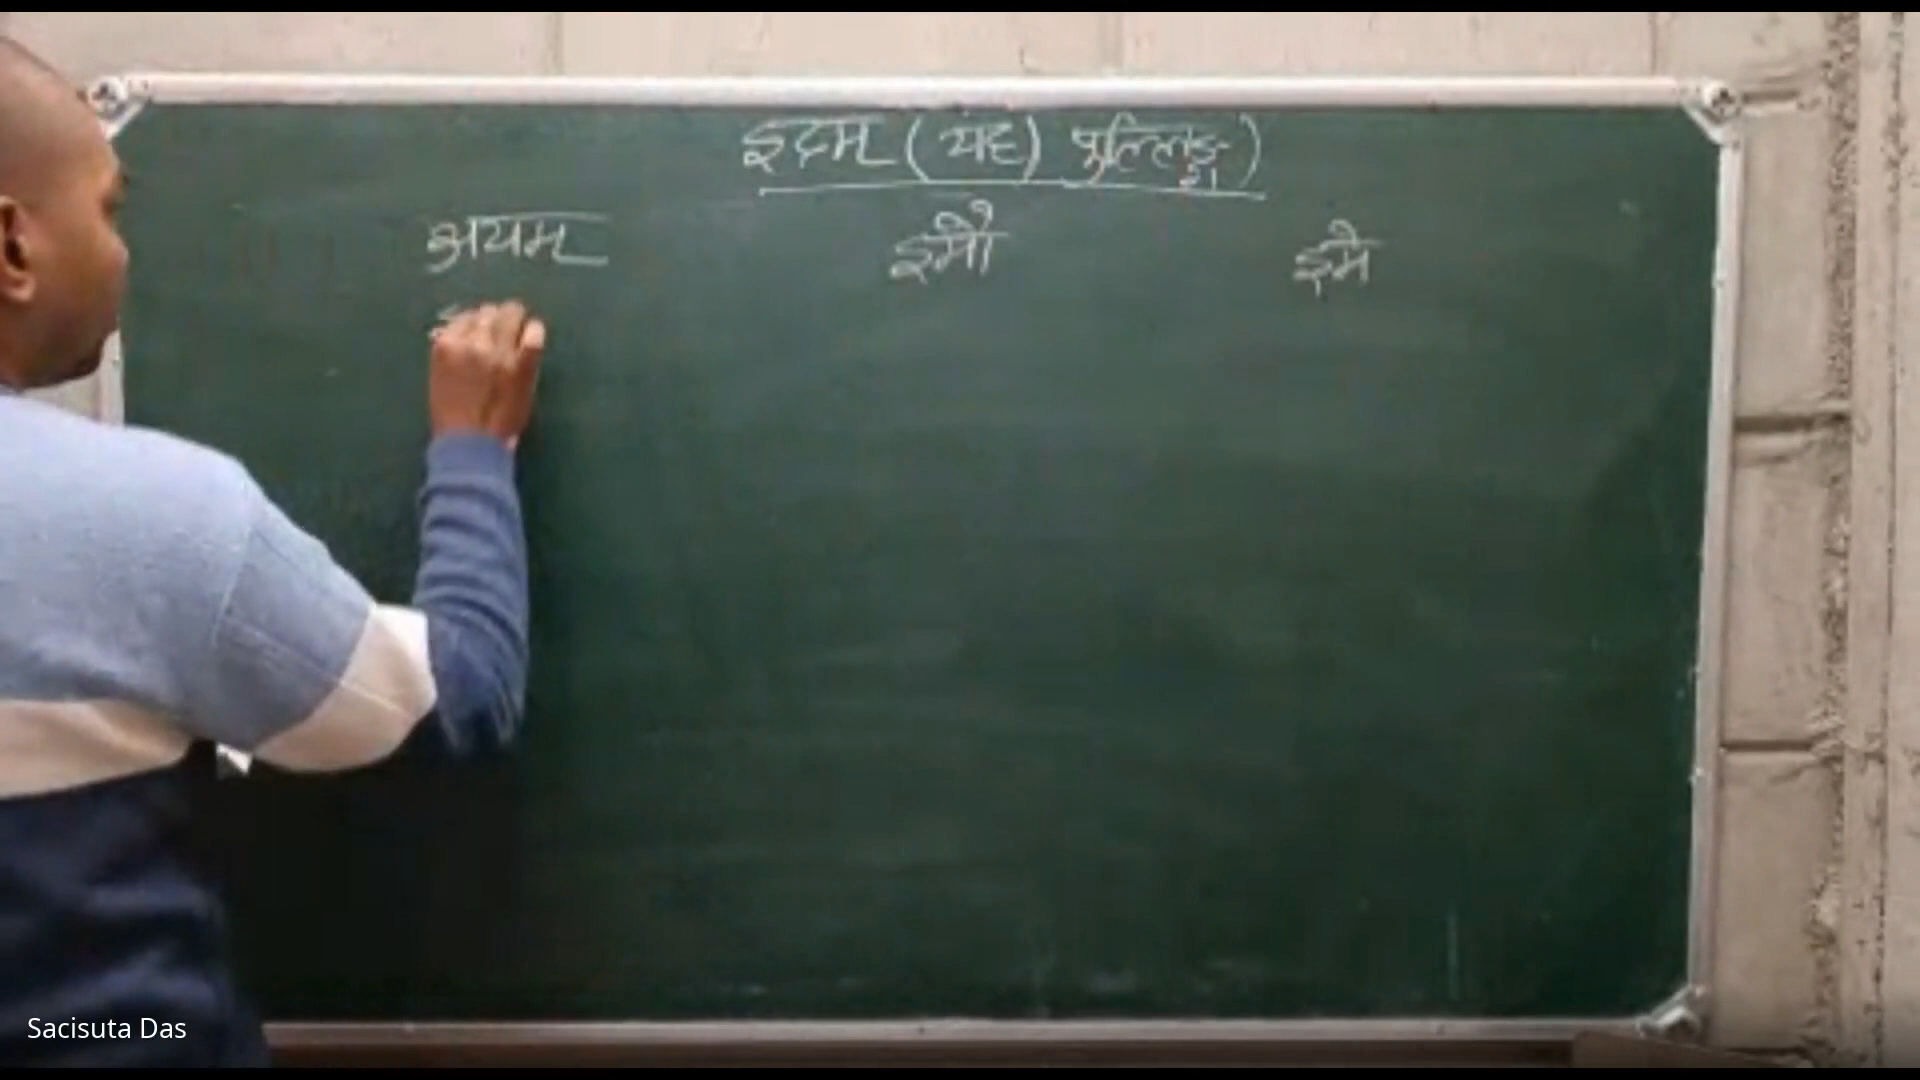 इदम् (यह) पुल्लिङ्ग)
अयम् इमौ इमे
Sacisuta Das